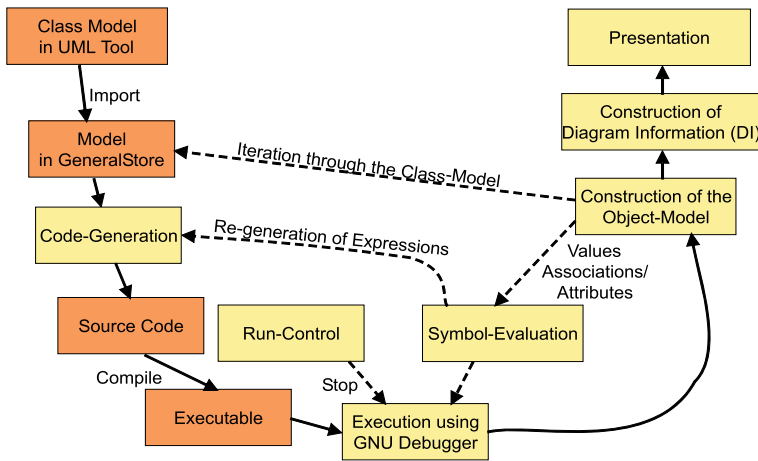 Class Model
in UML Tool
Presentation
Import
Construction of
Diagram Information (DI)
Model
in GeneralStore
Iteration through the Class-Model
Construction of the
Object-Model
Code-Generation
Re-generation of Expressions
Values
Associations/
Attributes
Source Code
Run-Control
Symbol-Evaluation
Compile
Stop
Executable
Execution using
GNU Debugger